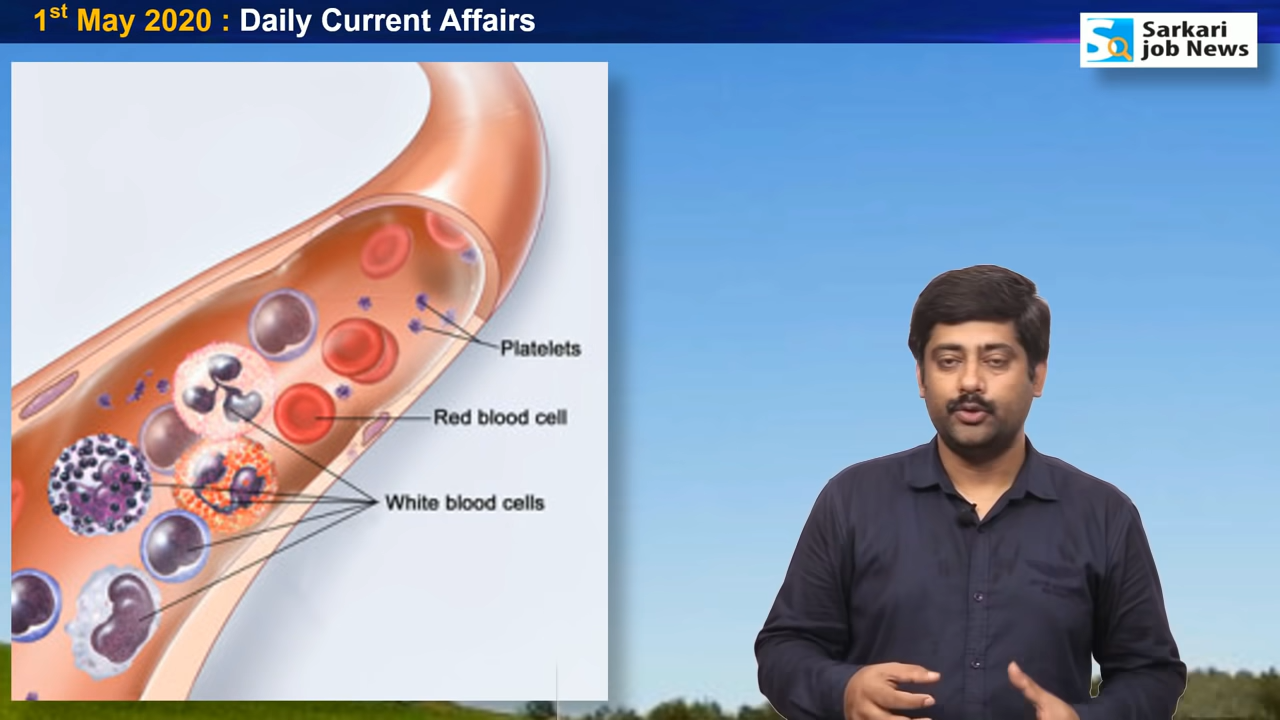 1st May 2020 : Daily Current Affairs
Sarkari
job News
Platelets
Red blood cell
White blood cells